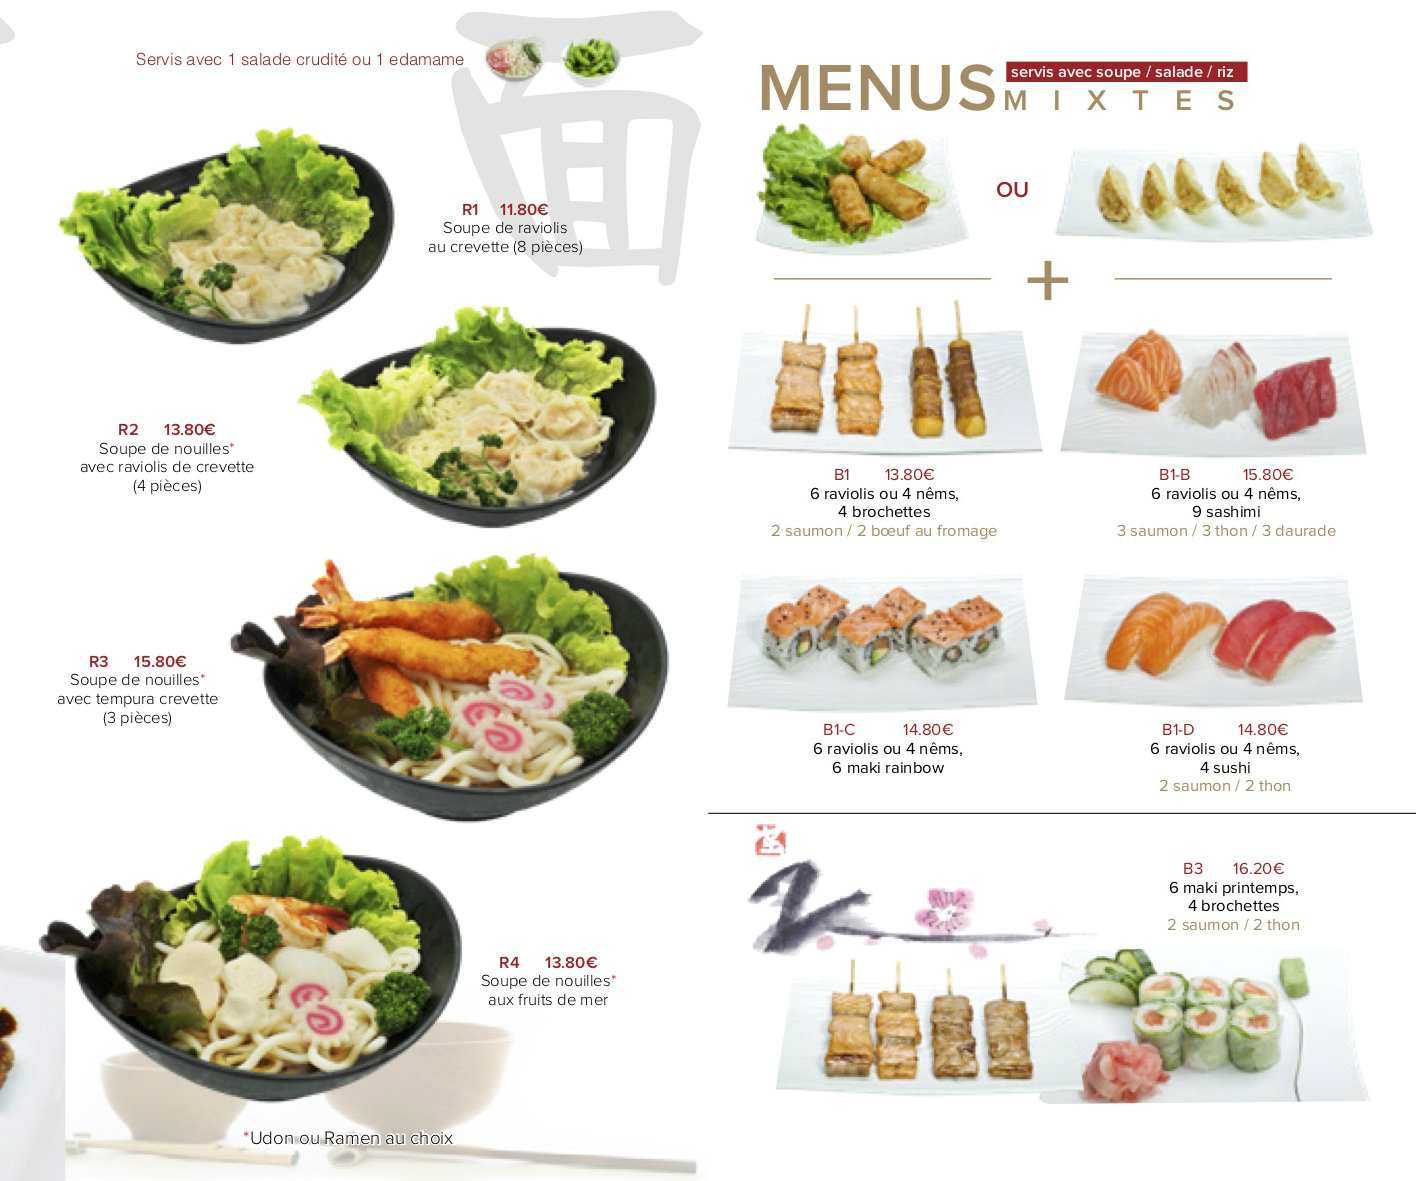 面
Servis avec 1 salade crudité ou 1 edamame
R1 11.80€
Soupe de raviolis
au crevette (8 pièces)
R2 13.80€
Soupe de nouilles*
avec raviolis de crevette
(4 pièces)
R3 15.80€
Soupe de nouilles*
avec tempura crevette
(3 pièces)
R4 13.80€
Soupe de nouilles*
aux fruits de mer
*Udon ou Ramen au choix
MENUS servis avec soupe / salade / riz
MIXTES
OU
+
B1 13.80€
6 raviolis ou 4 nêms,
4 brochettes
2 saumon / 2 bœuf au fromage
B1-B 15.80€
6 raviolis ou 4 nêms,
9 sashimi
3 saumon / 3 thon / 3 daurade
B1-C 14.80€
6 raviolis ou 4 nêms,
6 maki rainbow
B1-D 14.80€
6 raviolis ou 4 nêms,
4 sushi
2 saumon / 2 thon
B3 16.20€
6 maki printemps,
4 brochettes
2 saumon / 2 thon